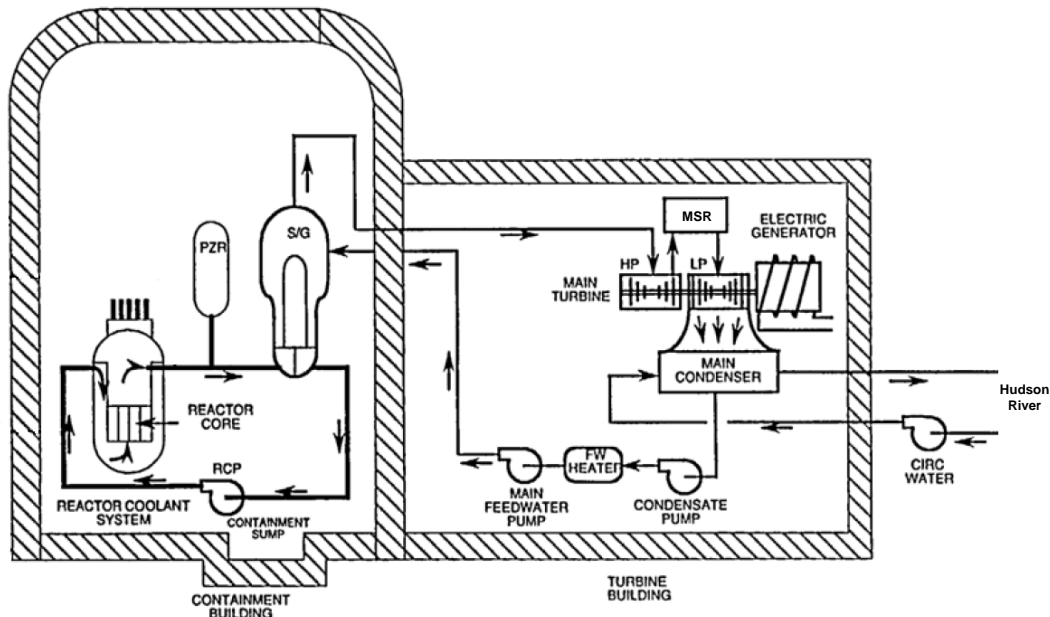 PZR
S/G
REACTOR
CORE
RCP
REACTOR COOLANT
SYSTEM
CONTAINMENT
SUMP
CONTAINMENT
BUILDING
MSR
ELECTRIC
GENERATOR
HP
LP
MAIN
TURBINE
MAIN
CONDENSER
Hudson
River
CIRC
WATER
FW
HEATER
MAIN
FEEDWATER
PUMP
CONDENSATE
PUMP
TURBINE
BUILDING